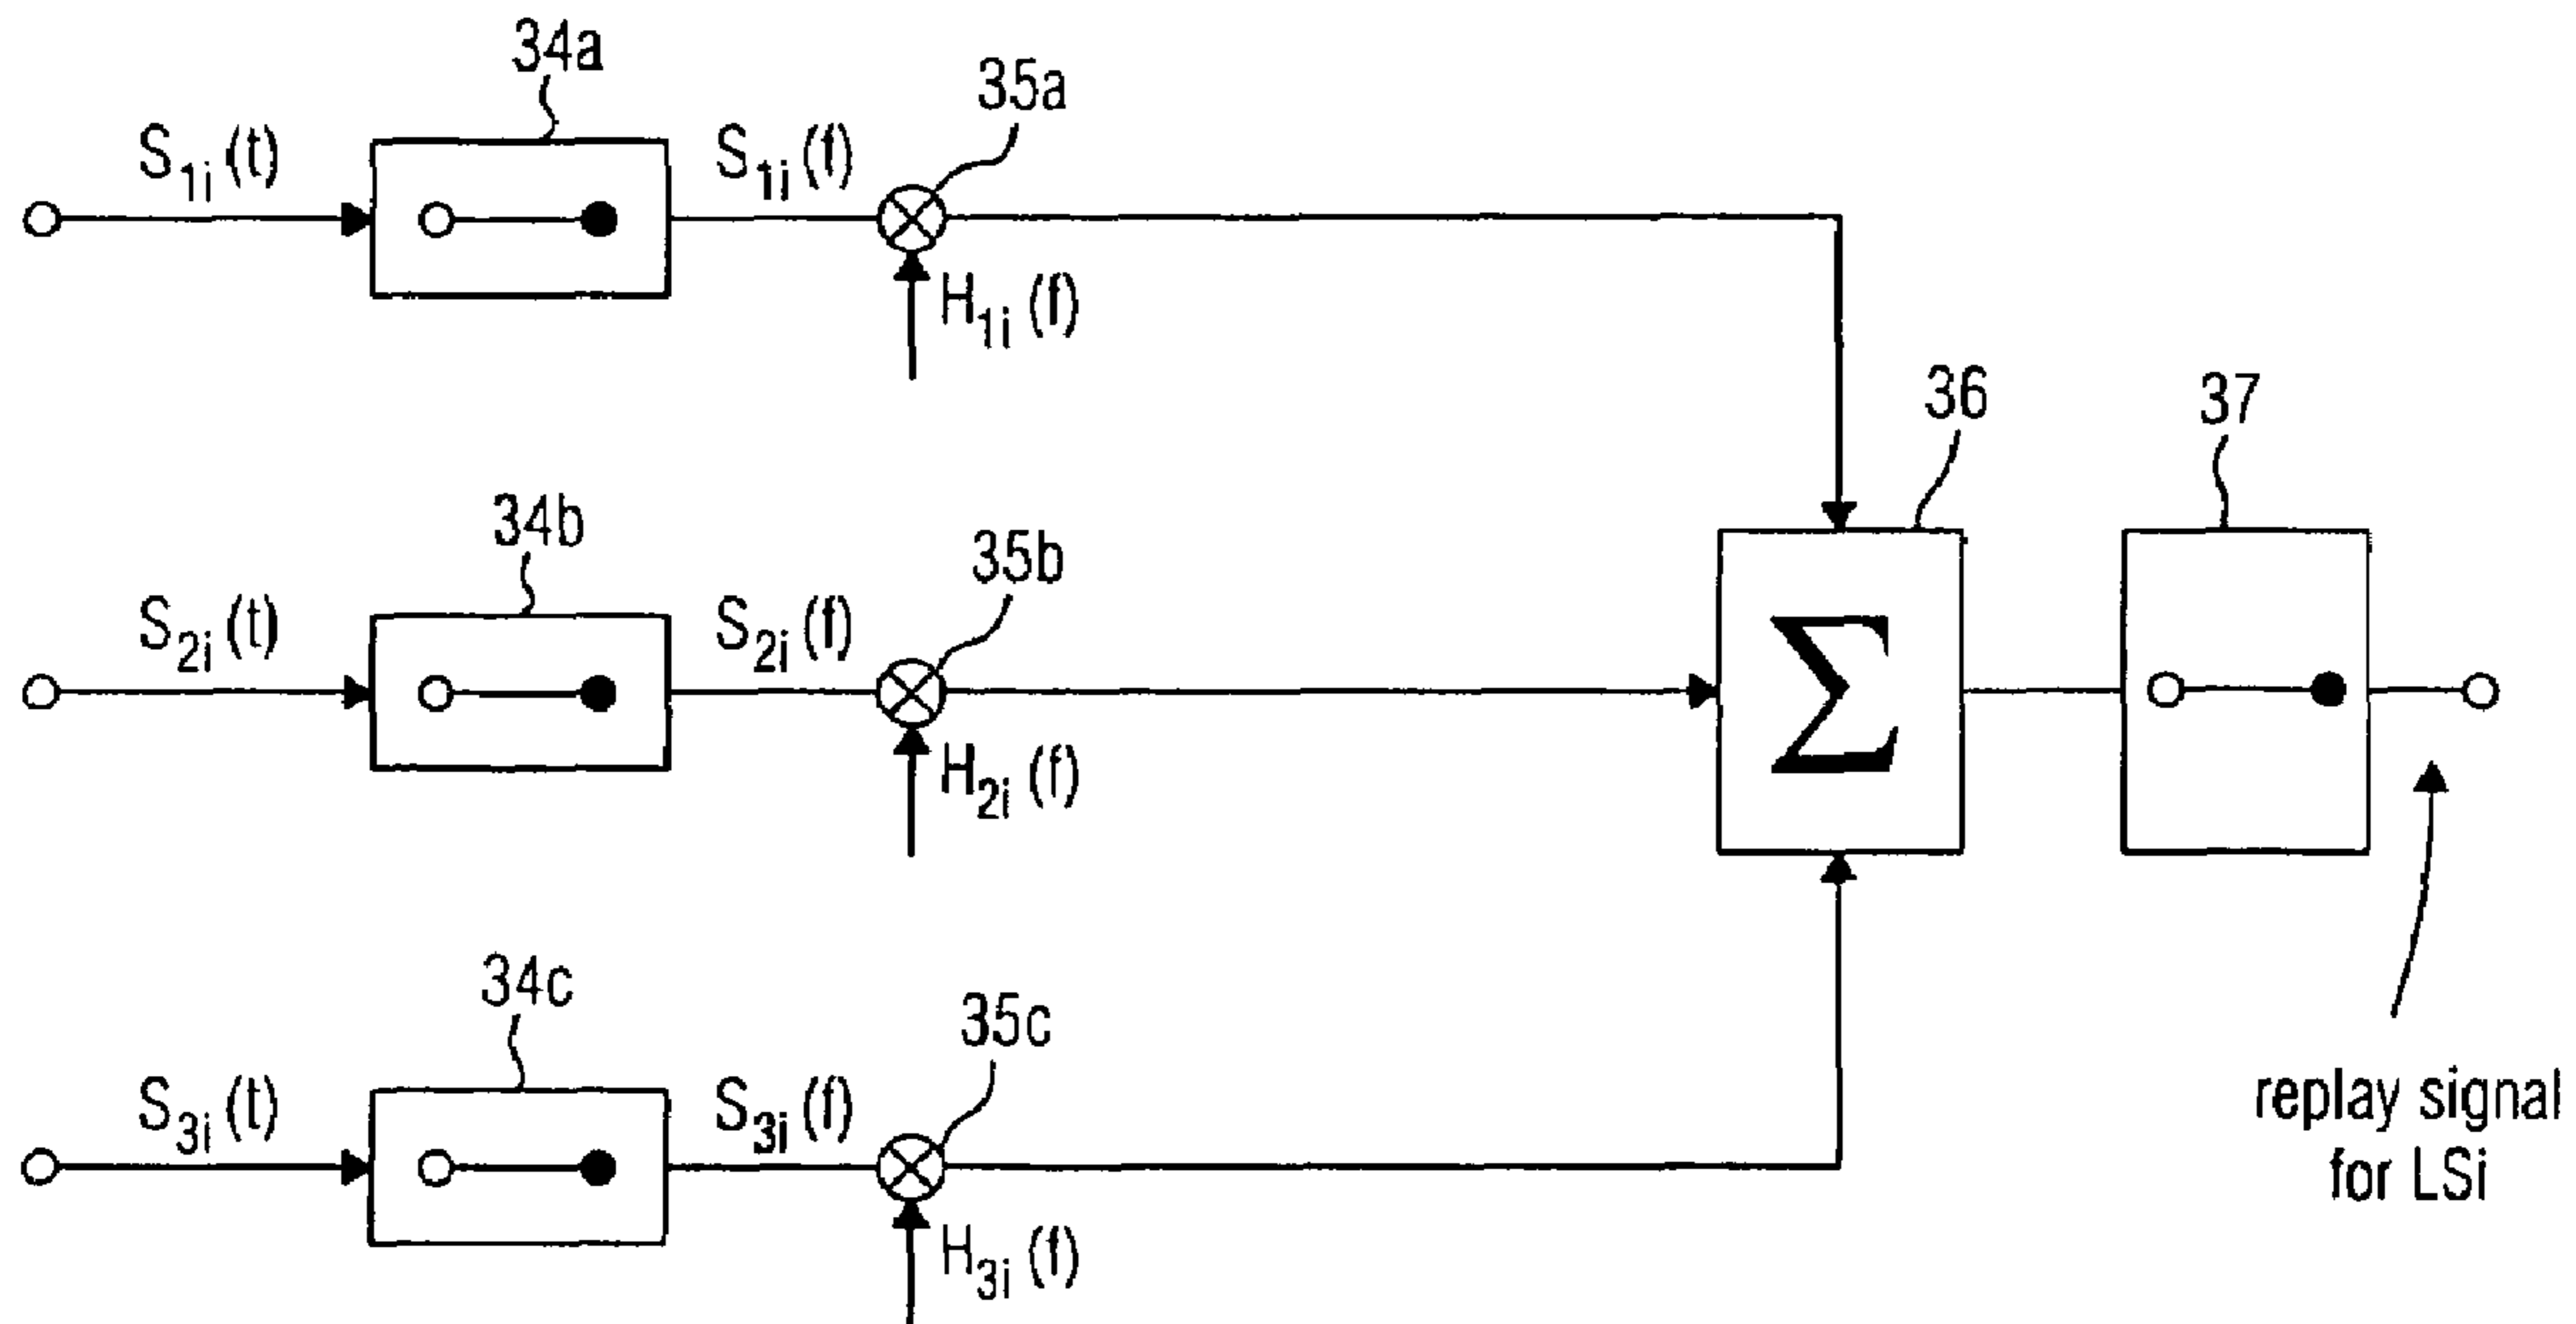 34a
35a
S1i (t)
S1i (f)
H1i (f)
36
37
34b
35b
S2i (t)
S2i (f)
H2i (f)
Σ
34c
35c
S3i (t)
S3i (f)
H3i (f)
replay signal
for LSi